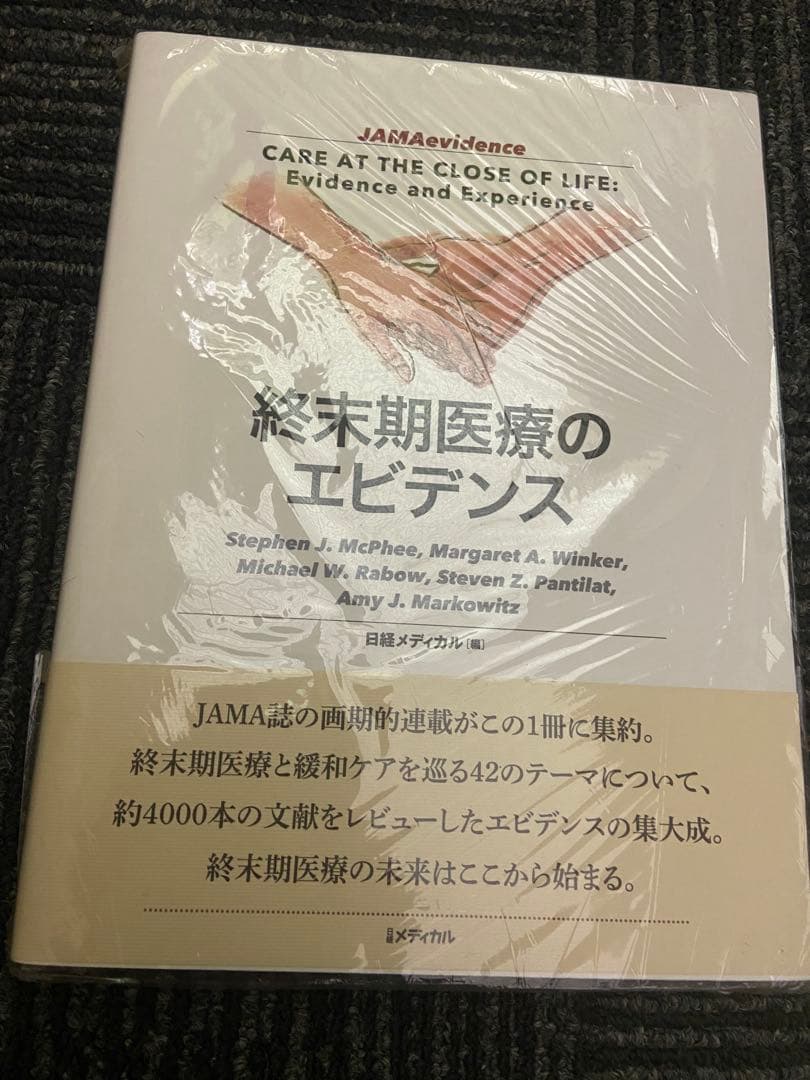 JAMAevidence
CARE AT THE CLOSE OF LIFE:
Evidence and Experience
終末期医療の
エビデンス
Stephen J. McPhee, Margaret A. Winker,
Michael W. Rabow, Steven Z. Pantilat,
Amy J. Markowitz
日経メディカル[編]
JAMA誌の画期的連載がこの1冊に集約。
終末期医療と緩和ケアを巡る42のテーマについて、
約4000本の文献をレビューしたエビデンスの集大成。
終末期医療の未来はここから始まる。
日経メディカル